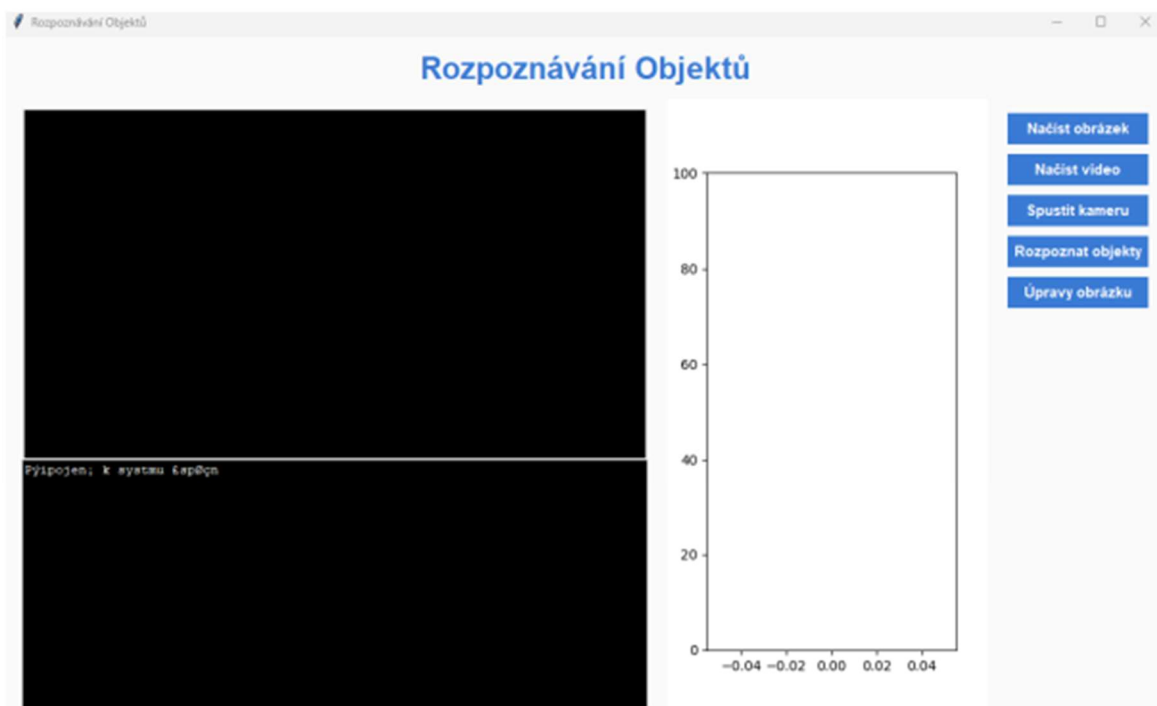 Rozpoznávání Objektů
Rozpoznávání Objektů
Pýipojen; k systmu £spØçn
100
80
60
40
20
0
−0.04 −0.02 0.00 0.02 0.04
Načíst obrázek
Načíst video
Spustit kameru
Rozpoznat objekty
Úpravy obrázku